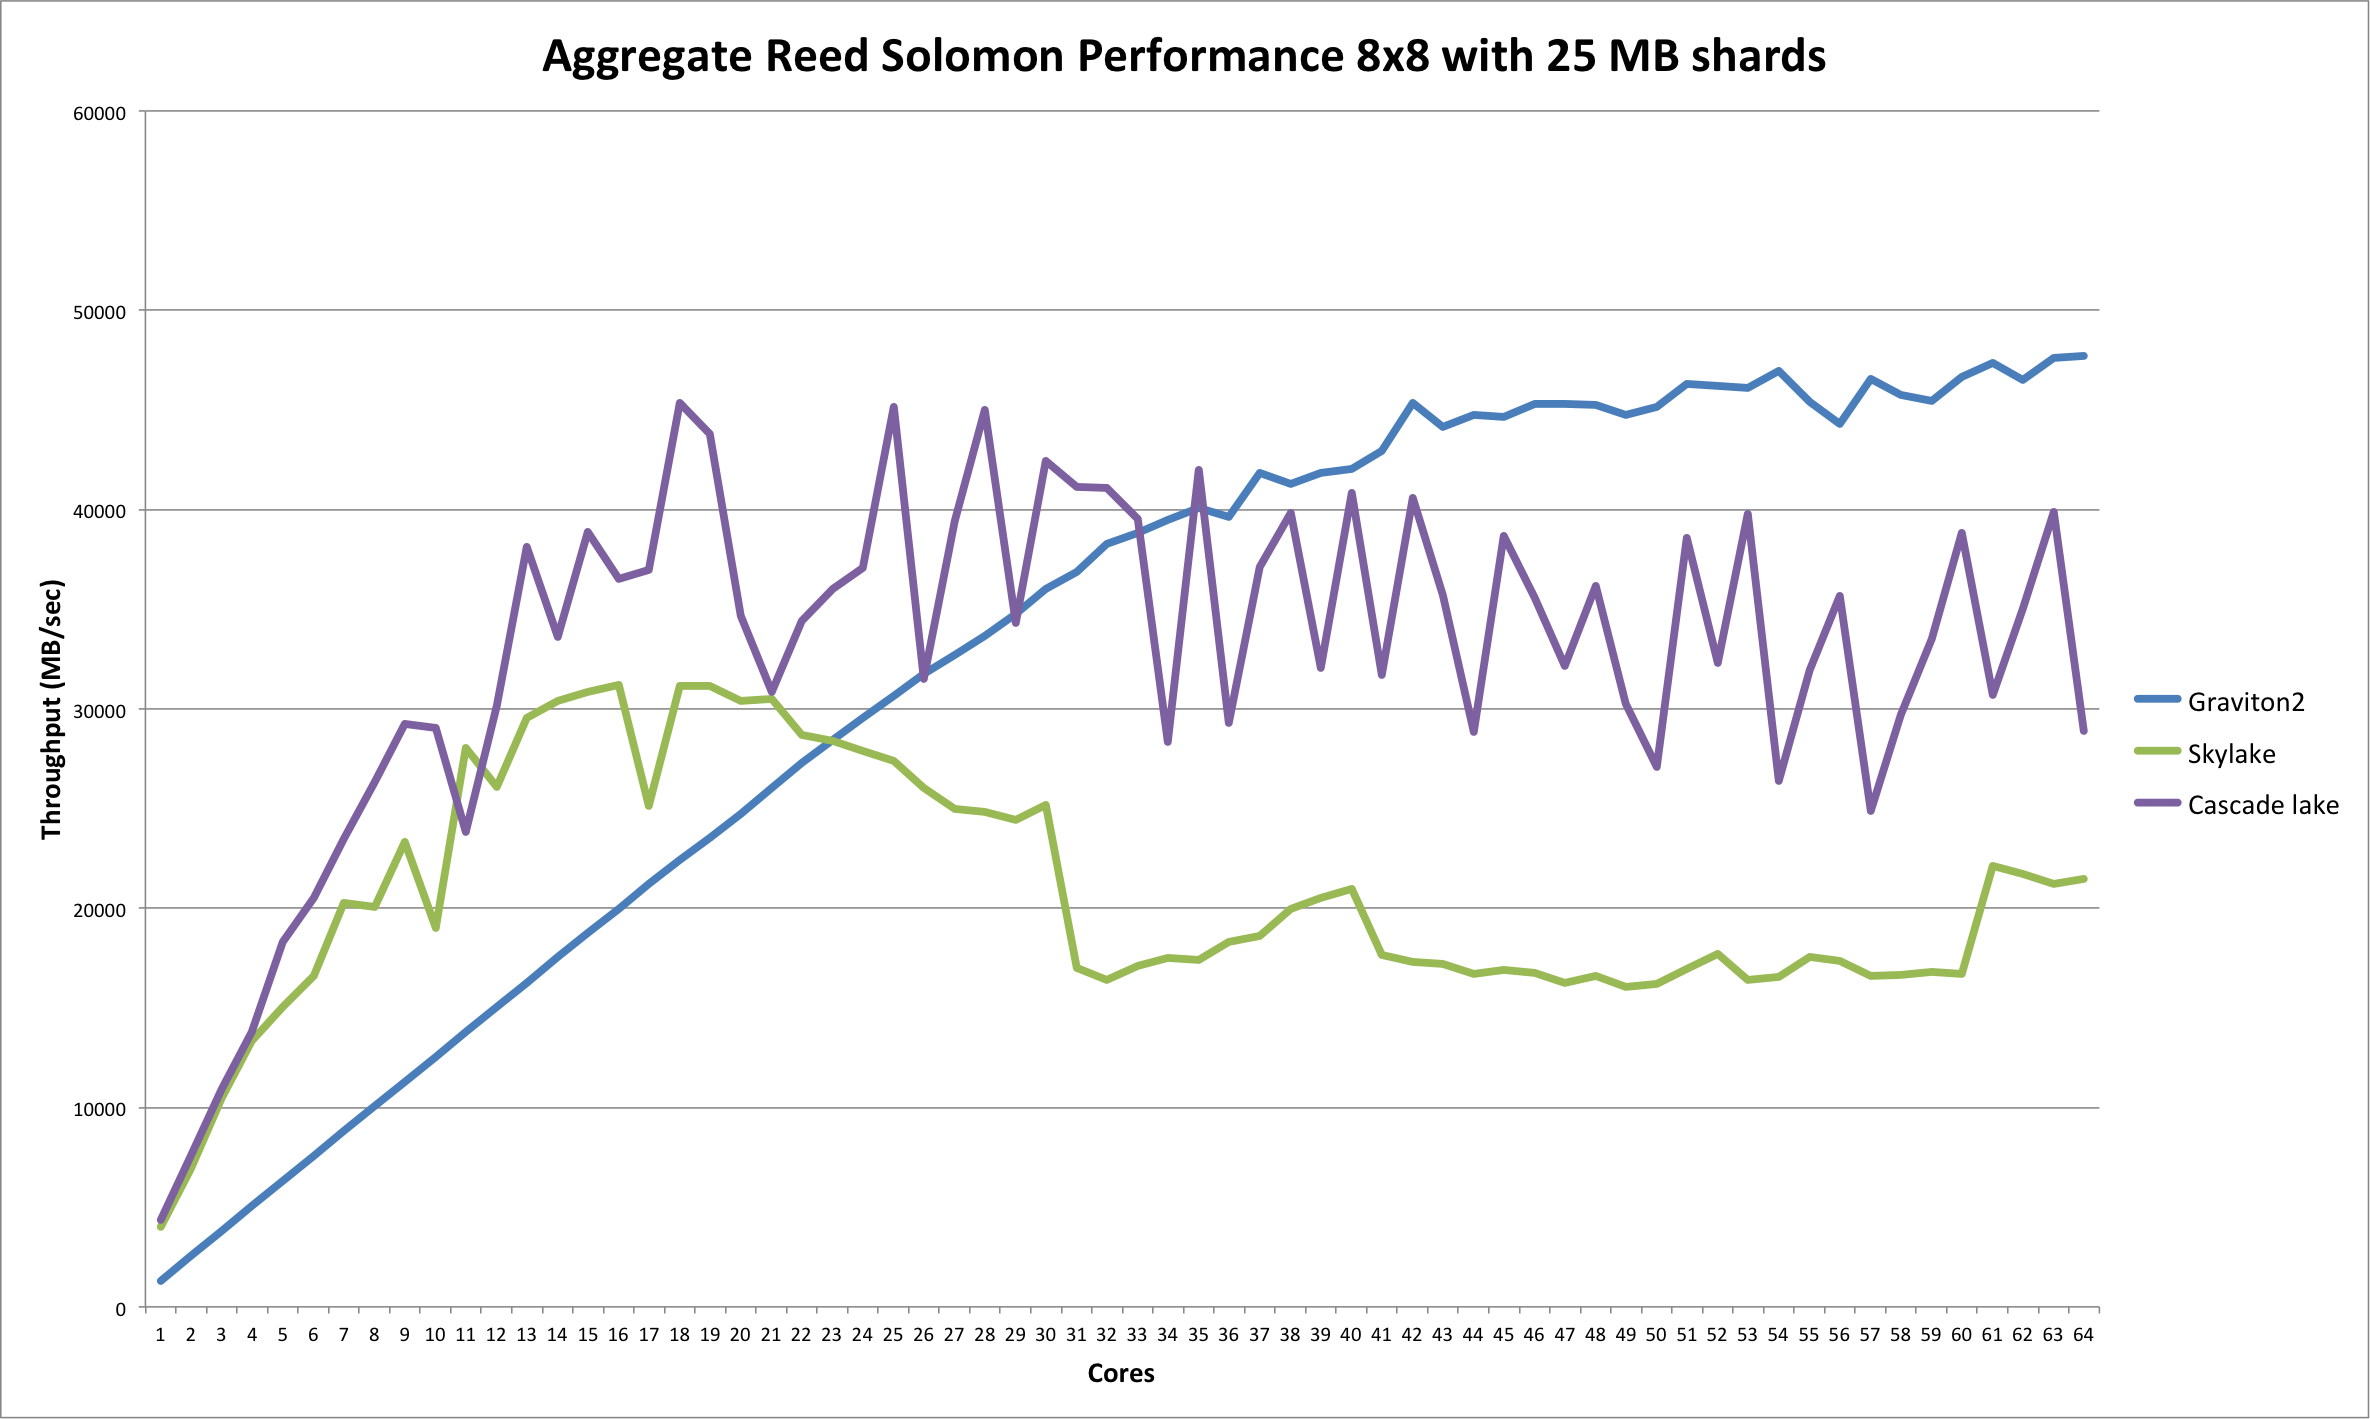 Aggregate Reed Solomon Performance 8x8 with 25 MB shards
60000
50000
40000
30000
20000
10000
0
Throughput (MB/sec)
1 2 3 4 5 6 7 8 9 10 11 12 13 14 15 16 17 18 19 20 21 22 23 24 25 26 27 28 29 30 31 32 33 34 35 36 37 38 39 40 41 42 43 44 45 46 47 48 49 50 51 52 53 54 55 56 57 58 59 60 61 62 63 64
Cores
Graviton2
Skylake
Cascade lake